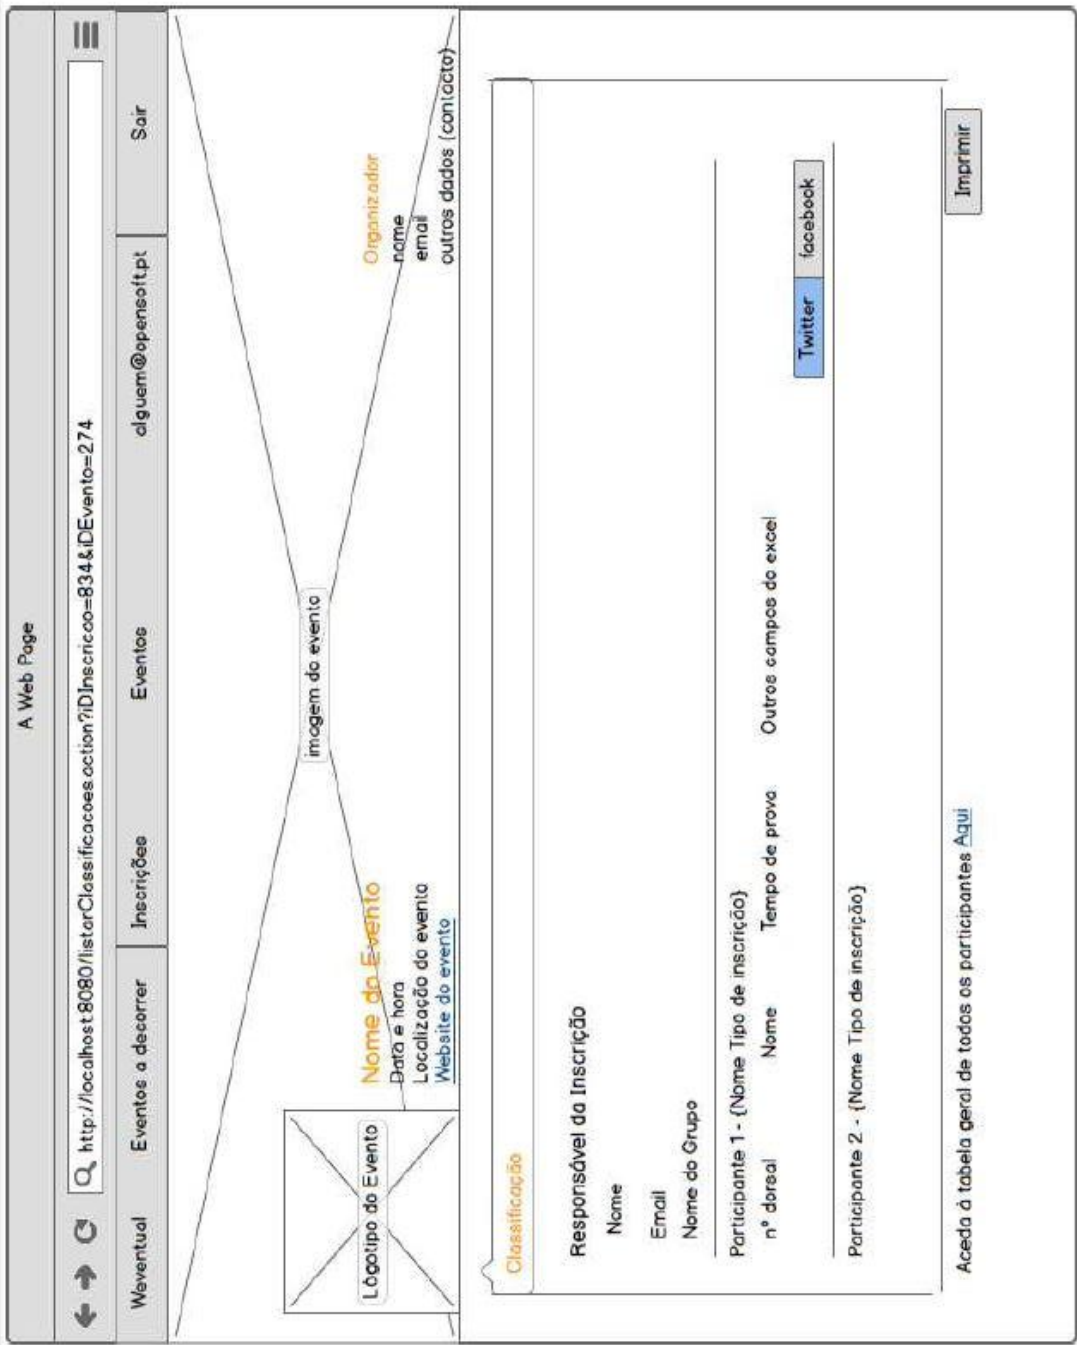 A Web Page
http://localhost:8080/listarClassificacoes.action?iDInscricao=834&iDEvento=274
Weventual Eventos a decorrer Inscrições Eventos alguem@opensoft.pt Sair
imagem do evento
Lógotipo do Evento
Nome do Evento
Data e hora
Localização do evento
Website do evento
Organizador
nome
email
outros dados (contacto)
Classificação
Responsável da Inscrição
Nome
Email
Nome do Grupo
Participante 1 - {Nome Tipo de inscrição}
nº dorsal Nome Tempo de prova Outros campos do excel
Twitter facebook
Participante 2 - {Nome Tipo de inscrição}
Aceda à tabela geral de todos os participantes Aqui
Imprimir